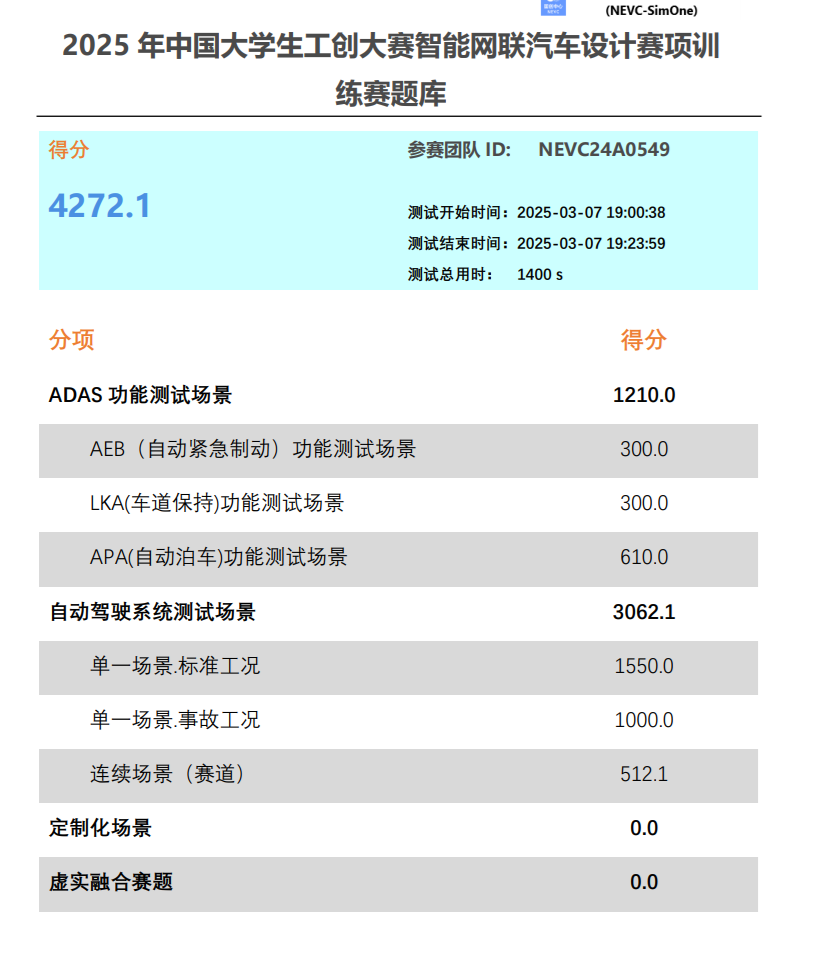 (NEVC-SimOne)
2025 年中国大学生工创大赛智能网联汽车设计赛项训
练赛题库
得分
参赛团队 ID: NEVC24A0549
4272.1
测试开始时间：2025-03-07 19:00:38
测试结束时间：2025-03-07 19:23:59
测试总用时： 1400 s
分项 得分
ADAS 功能测试场景 1210.0
AEB（自动紧急制动）功能测试场景 300.0
LKA(车道保持)功能测试场景 300.0
APA(自动泊车)功能测试场景 610.0
自动驾驶系统测试场景 3062.1
单一场景.标准工况 1550.0
单一场景.事故工况 1000.0
连续场景（赛道） 512.1
定制化场景 0.0
虚实融合赛题 0.0